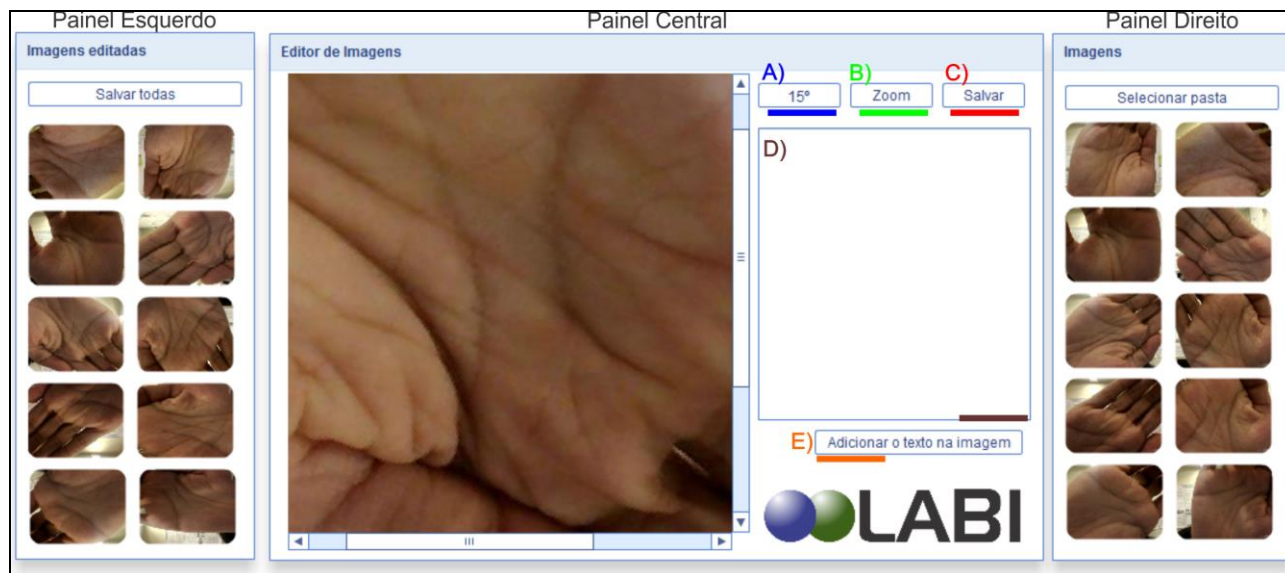 Painel Esquerdo
Painel Central
Painel Direito
Imagens editadas
Salvar todas
Editor de Imagens
A)
B)
C)
15º
Zoom
Salvar
D)
E)
Adicionar o texto na imagem
LABI
Imagens
Selecionar pasta